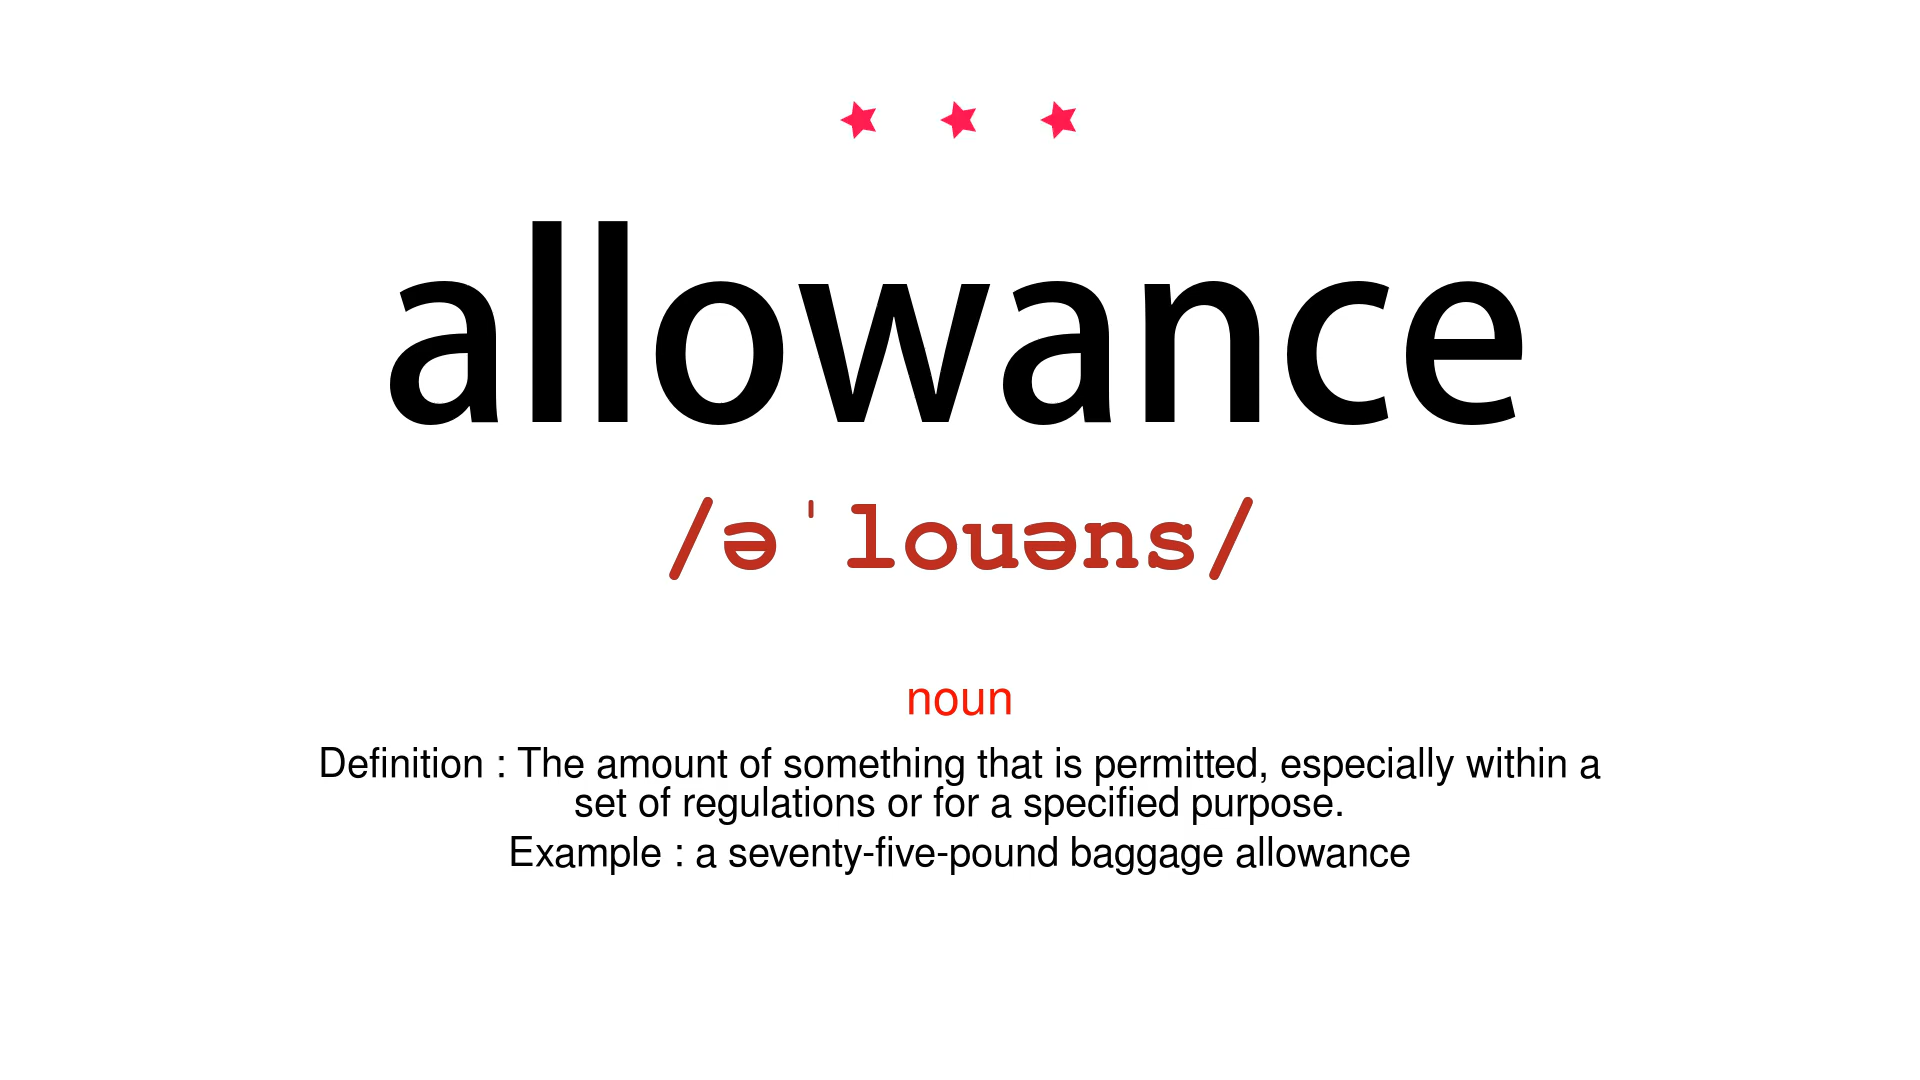 allowance
/əˈlouəns/
noun
Definition : The amount of something that is permitted, especially within a
set of regulations or for a specified purpose.
Example : a seventy-five-pound baggage allowance